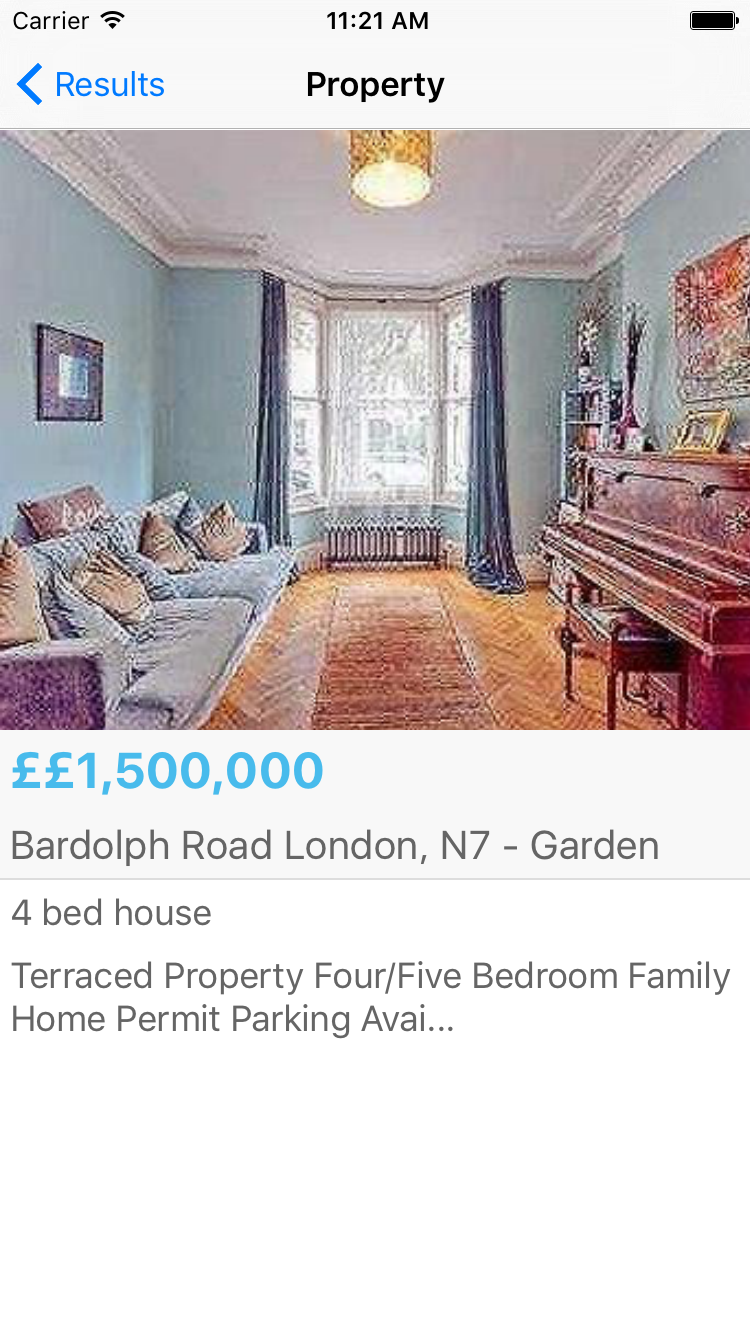 Carrier 11:21 AM
Results Property
££1,500,000
Bardolph Road London, N7 - Garden
4 bed house
Terraced Property Four/Five Bedroom Family
Home Permit Parking Avai...